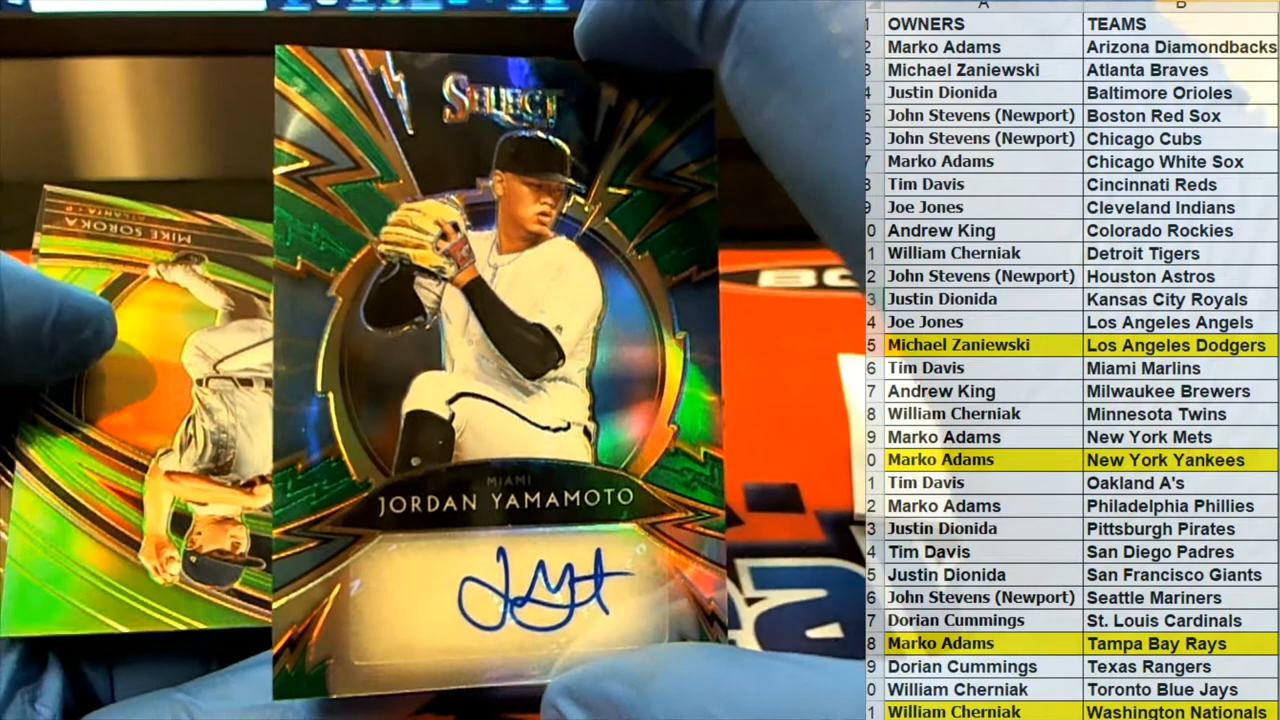 SELECT
MIAMI
JORDAN YAMAMOTO
MIKE SOROKA
ATLANTA • P
BO
A B
1 OWNERS TEAMS
2 Marko Adams Arizona Diamondbacks
3 Michael Zaniewski Atlanta Braves
4 Justin Dionida Baltimore Orioles
5 John Stevens (Newport) Boston Red Sox
6 John Stevens (Newport) Chicago Cubs
7 Marko Adams Chicago White Sox
8 Tim Davis Cincinnati Reds
9 Joe Jones Cleveland Indians
0 Andrew King Colorado Rockies
1 William Cherniak Detroit Tigers
2 John Stevens (Newport) Houston Astros
3 Justin Dionida Kansas City Royals
4 Joe Jones Los Angeles Angels
5 Michael Zaniewski Los Angeles Dodgers
6 Tim Davis Miami Marlins
7 Andrew King Milwaukee Brewers
8 William Cherniak Minnesota Twins
9 Marko Adams New York Mets
0 Marko Adams New York Yankees
1 Tim Davis Oakland A's
2 Marko Adams Philadelphia Phillies
3 Justin Dionida Pittsburgh Pirates
4 Tim Davis San Diego Padres
5 Justin Dionida San Francisco Giants
6 John Stevens (Newport) Seattle Mariners
7 Dorian Cummings St. Louis Cardinals
8 Marko Adams Tampa Bay Rays
9 Dorian Cummings Texas Rangers
0 William Cherniak Toronto Blue Jays
1 William Cherniak Washington Nationals